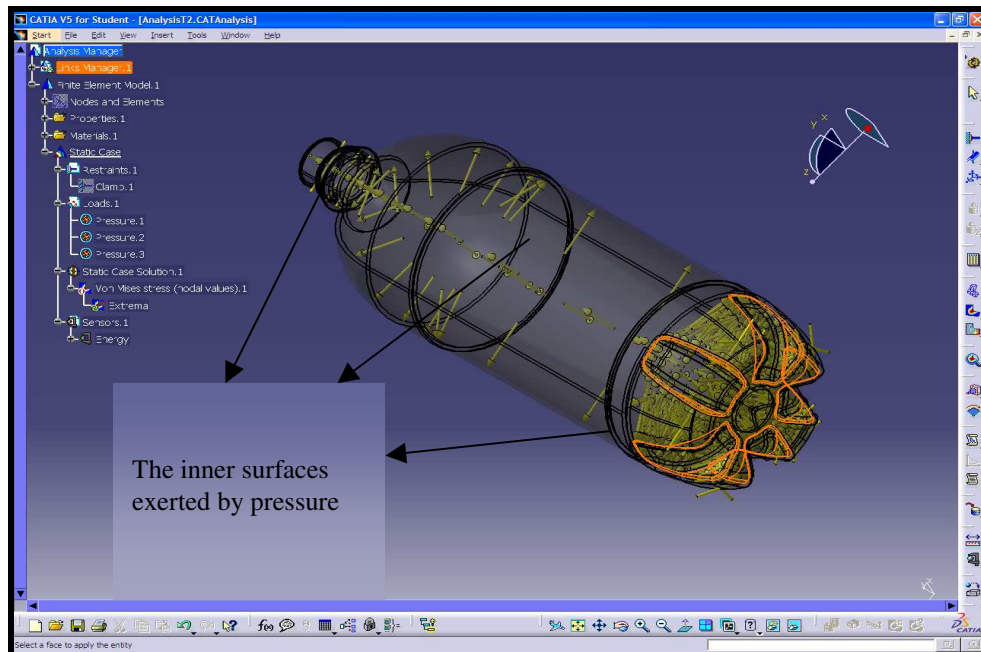 CATIA V5 for Student - [AnalysisT2.CATAnalysis]
Start File Edit View Insert Tools Window Help
Analysis Manager
Links Manager.1
Finite Element Model.1
Nodes and Elements
Properties.1
Materials.1
Static Case
Restraints.1
Clamp.1
Loads.1
Pressure.1
Pressure.2
Pressure.3
Static Case Solution.1
Von Mises stress (nodal values).1
Extrema
Sensors.1
Energy
y x
z
The inner surfaces
exerted by pressure
f(x)
CATIA
Select a face to apply the entity